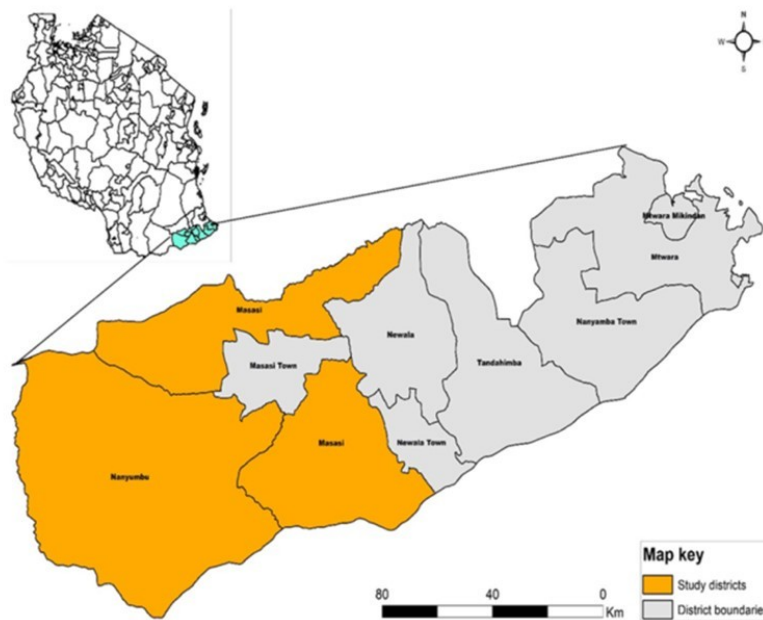 N
W
S
Mtwara Mikindan
Mtwara
Masasi
Nanyamba Town
Newala
Masasi Town
Tandahimba
Masasi
Newala Town
Nanyumbu
Map key
Study districts
District boundarie
80 40 0
Km